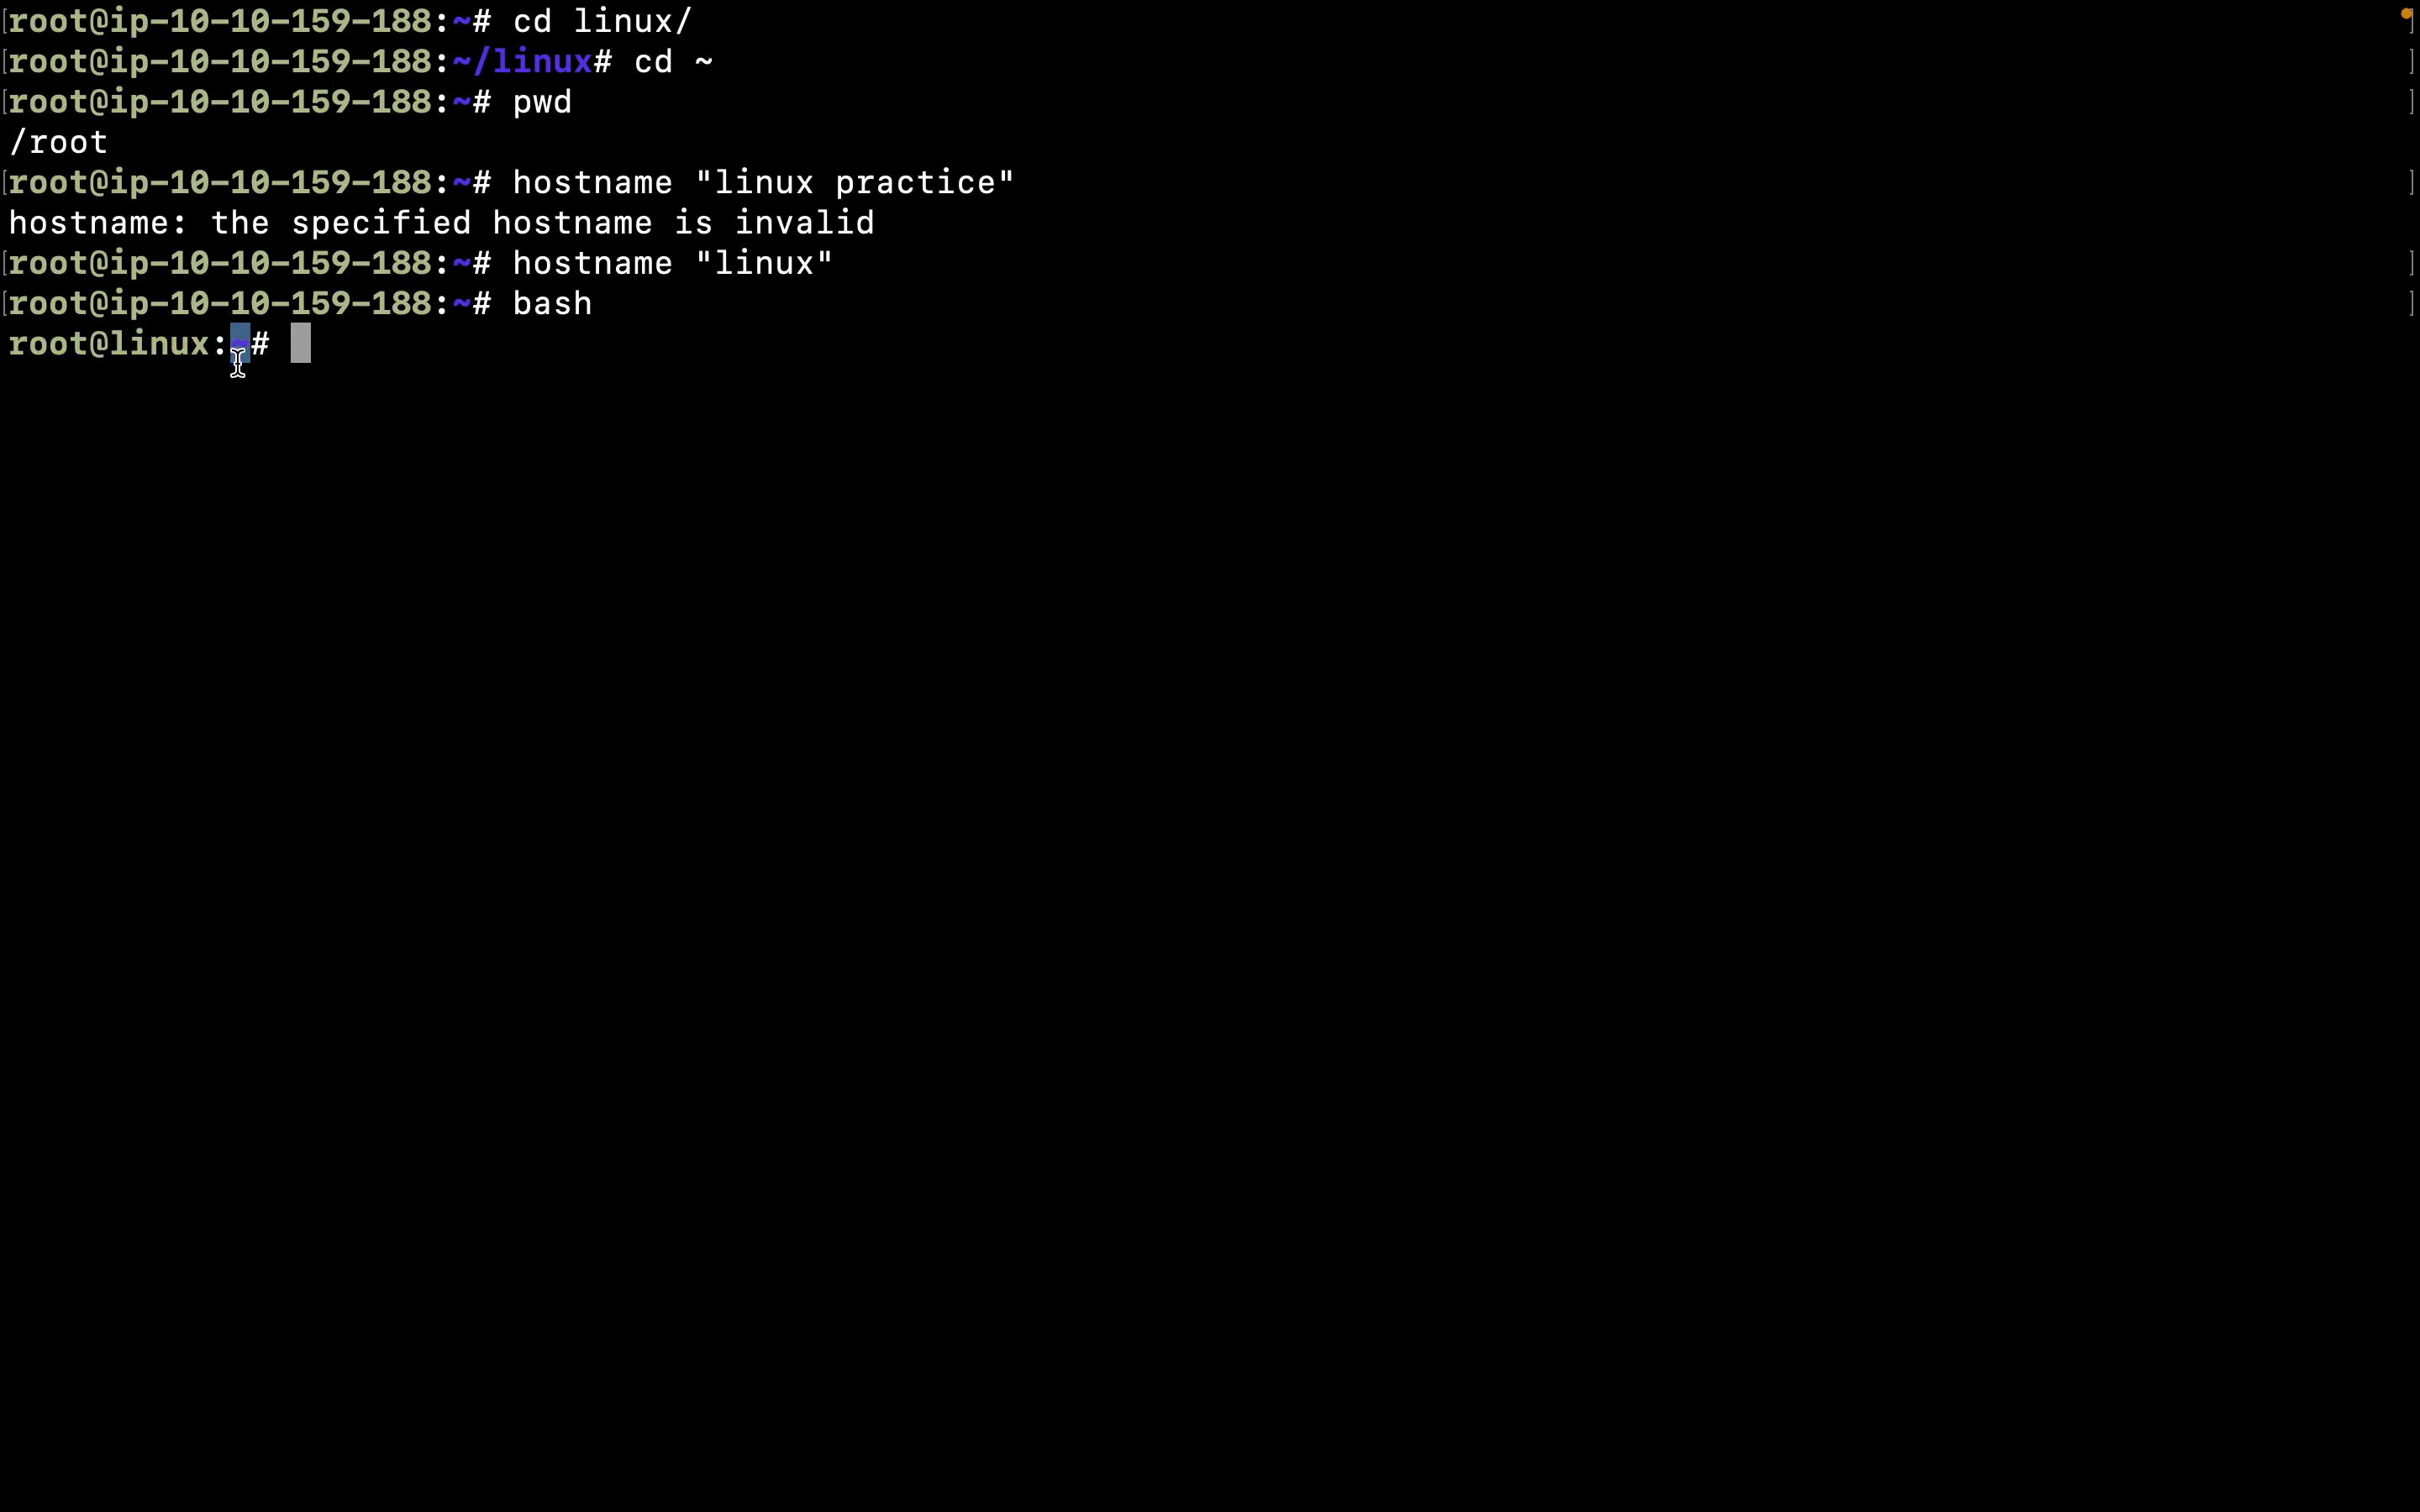 root@ip-10-10-159-188:~# cd linux/
root@ip-10-10-159-188:~/linux# cd ~
root@ip-10-10-159-188:~# pwd
/root
root@ip-10-10-159-188:~# hostname "linux practice"
hostname: the specified hostname is invalid
root@ip-10-10-159-188:~# hostname "linux"
root@ip-10-10-159-188:~# bash
root@linux:~#